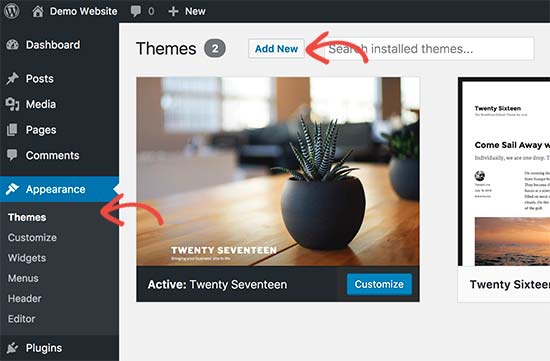 Demo Website 0 + New
Dashboard
Posts
Media
Pages
Comments
Appearance
Themes
Customize
Widgets
Menus
Header
Editor
Plugins
Themes 2 Add New Search installed themes...
TWENTY SEVENTEEN
Bringing your business' site to life
Active: Twenty Seventeen Customize
Twenty Sixteen
Come Sail Away w
Individually, we are one drop. T
Twenty Sixteen